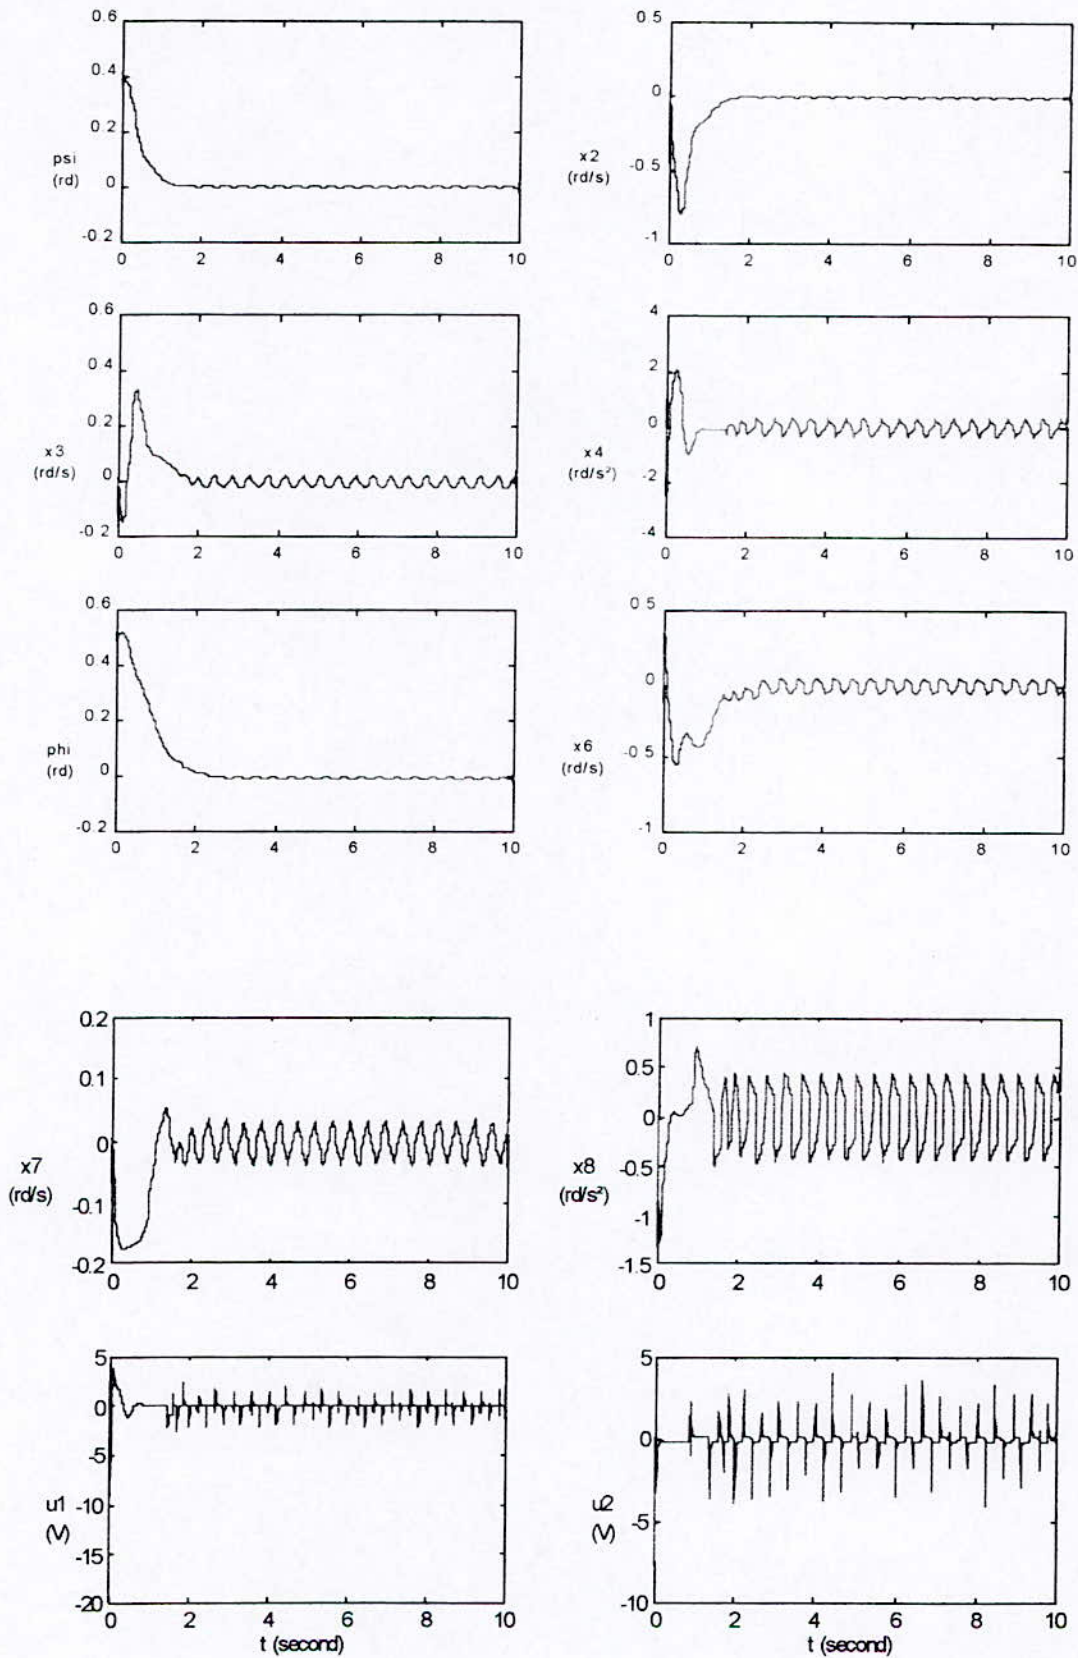 0.6
0.4
0.2
0
-0.2
psi
(rd)
0 2 4 6 8 10
0.5
0
-0.5
-1
x2
(rd/s)
0 2 4 6 8 10
0.6
0.4
0.2
0
-0.2
x3
(rd/s)
0 2 4 6 8 10
4
2
0
-2
-4
x4
(rd/s²)
0 2 4 6 8 10
0.6
0.4
0.2
0
-0.2
phi
(rd)
0 2 4 6 8 10
0.5
0
-0.5
-1
x6
(rd/s)
0 2 4 6 8 10
0.2
0.1
0
-0.1
-0.2
x7
(rd/s)
0 2 4 6 8 10
1
0.5
0
-0.5
-1
-1.5
x8
(rd/s²)
0 2 4 6 8 10
5
0
-5
-10
-15
-20
u1
(V)
0 2 4 6 8 10
t (second)
5
0
-5
-10
u2
(V)
0 2 4 6 8 10
t (second)